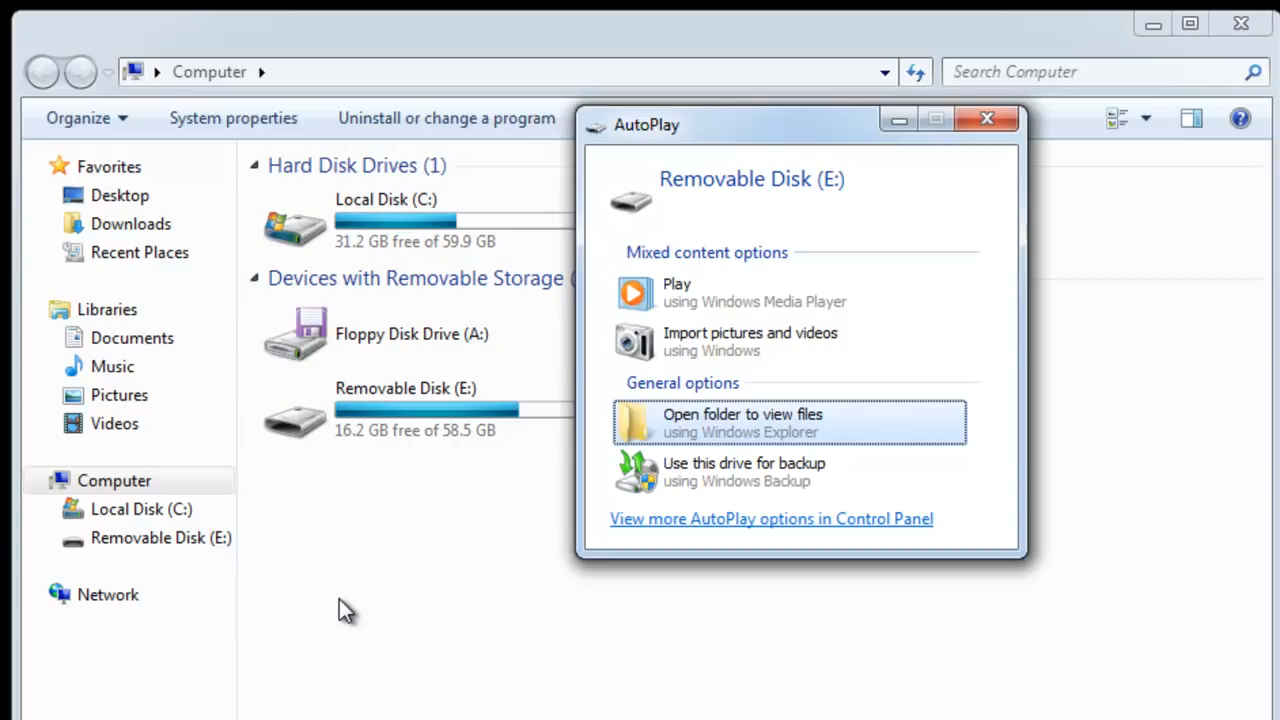 Computer
Search Computer
Organize
System properties
Uninstall or change a program
Favorites
Desktop
Downloads
Recent Places
Libraries
Documents
Music
Pictures
Videos
Computer
Local Disk (C:)
Removable Disk (E:)
Network
Hard Disk Drives (1)
Local Disk (C:)
31.2 GB free of 59.9 GB
Devices with Removable Storage (
Floppy Disk Drive (A:)
Removable Disk (E:)
16.2 GB free of 58.5 GB
AutoPlay
Removable Disk (E:)
Mixed content options
Play
using Windows Media Player
Import pictures and videos
using Windows
General options
Open folder to view files
using Windows Explorer
Use this drive for backup
using Windows Backup
View more AutoPlay options in Control Panel